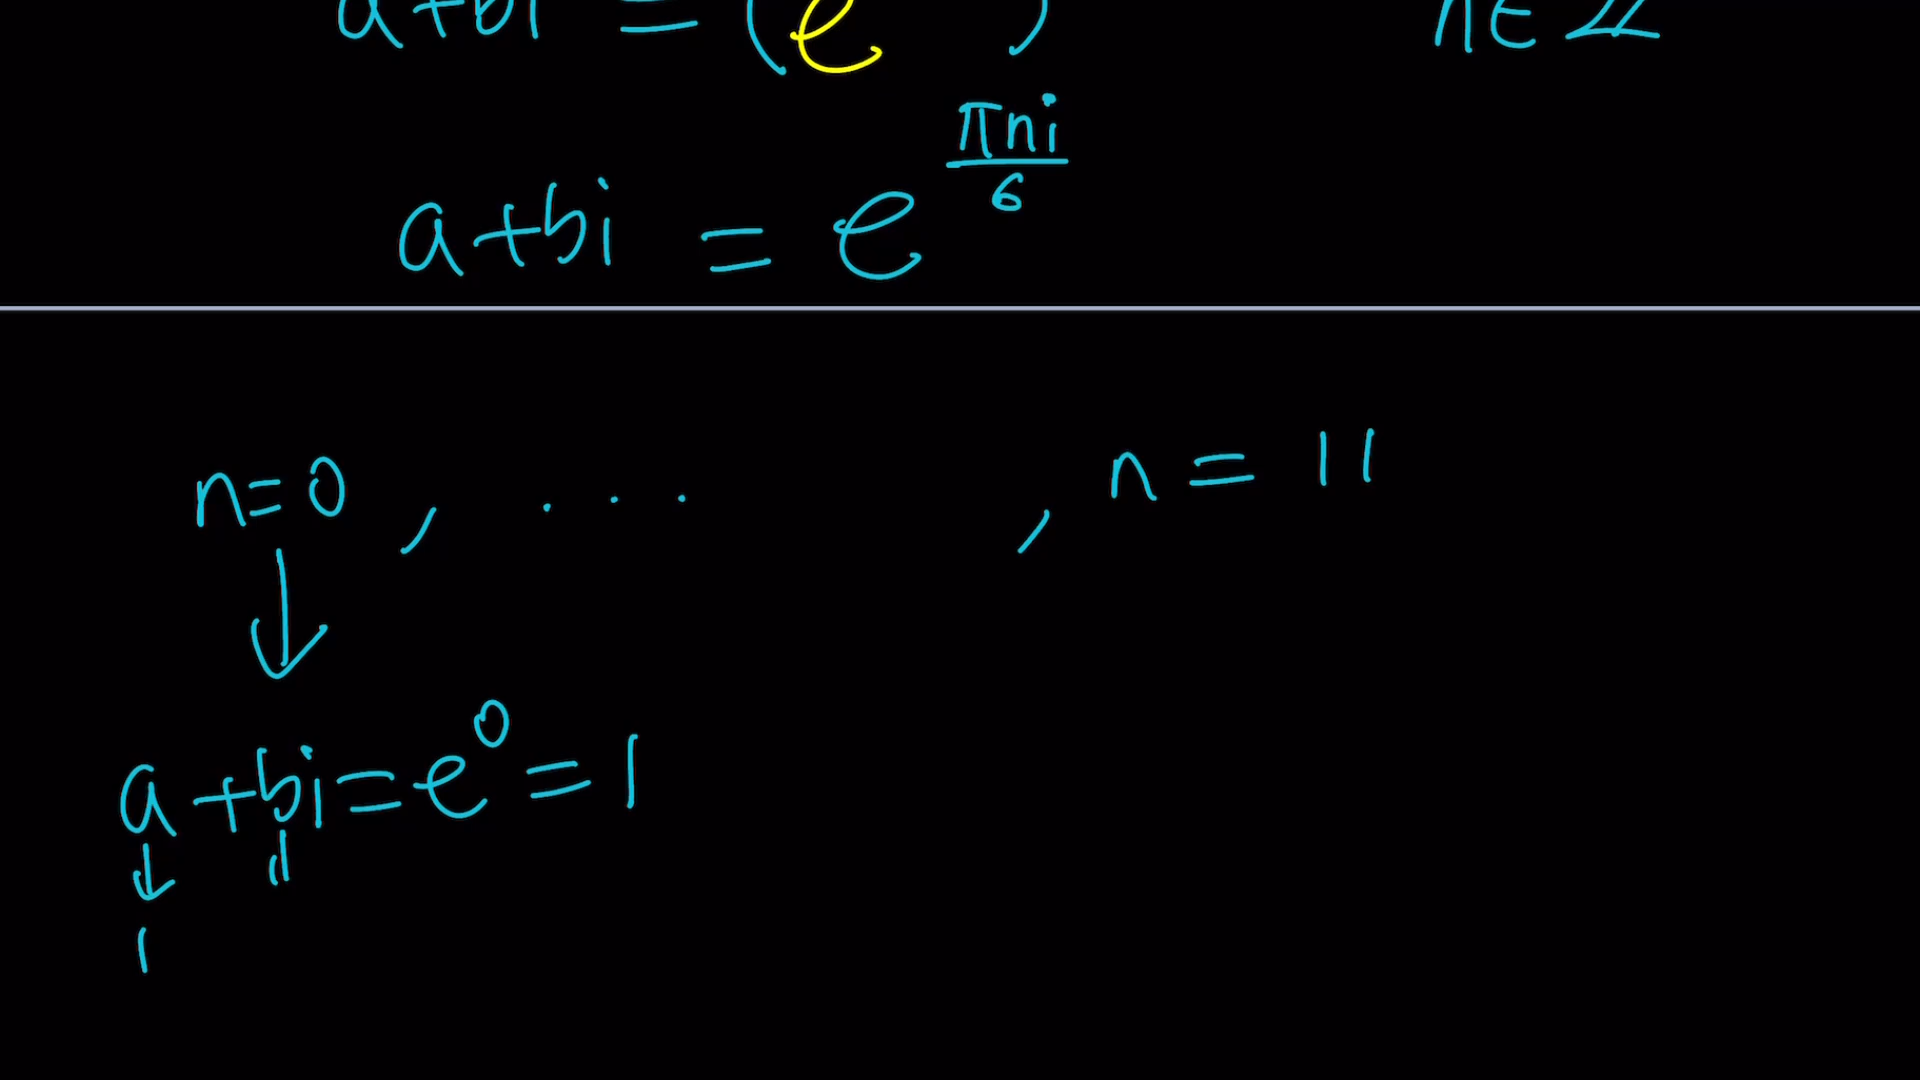 a+bi = (e ) n∈ℤ
a+bi = e^(πni/6)
n=0 , . . . , n = 11
↓
a+bi=e^0=1
↓ ||
1